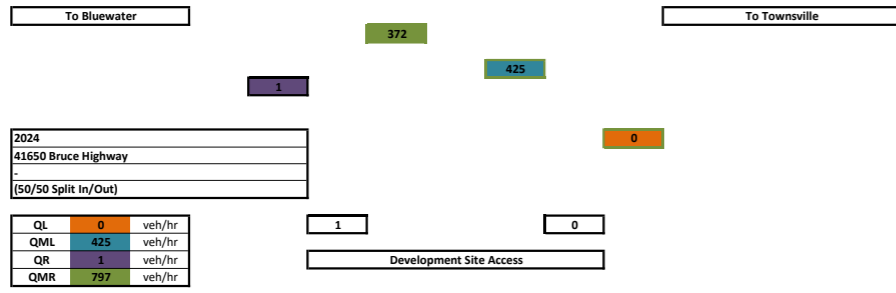 To Bluewater
To Townsville
372
425
1
0
2024
41650 Bruce Highway
-
(50/50 Split In/Out)
1
0
QL 0 veh/hr
QML 425 veh/hr
QR 1 veh/hr
QMR 797 veh/hr
Development Site Access